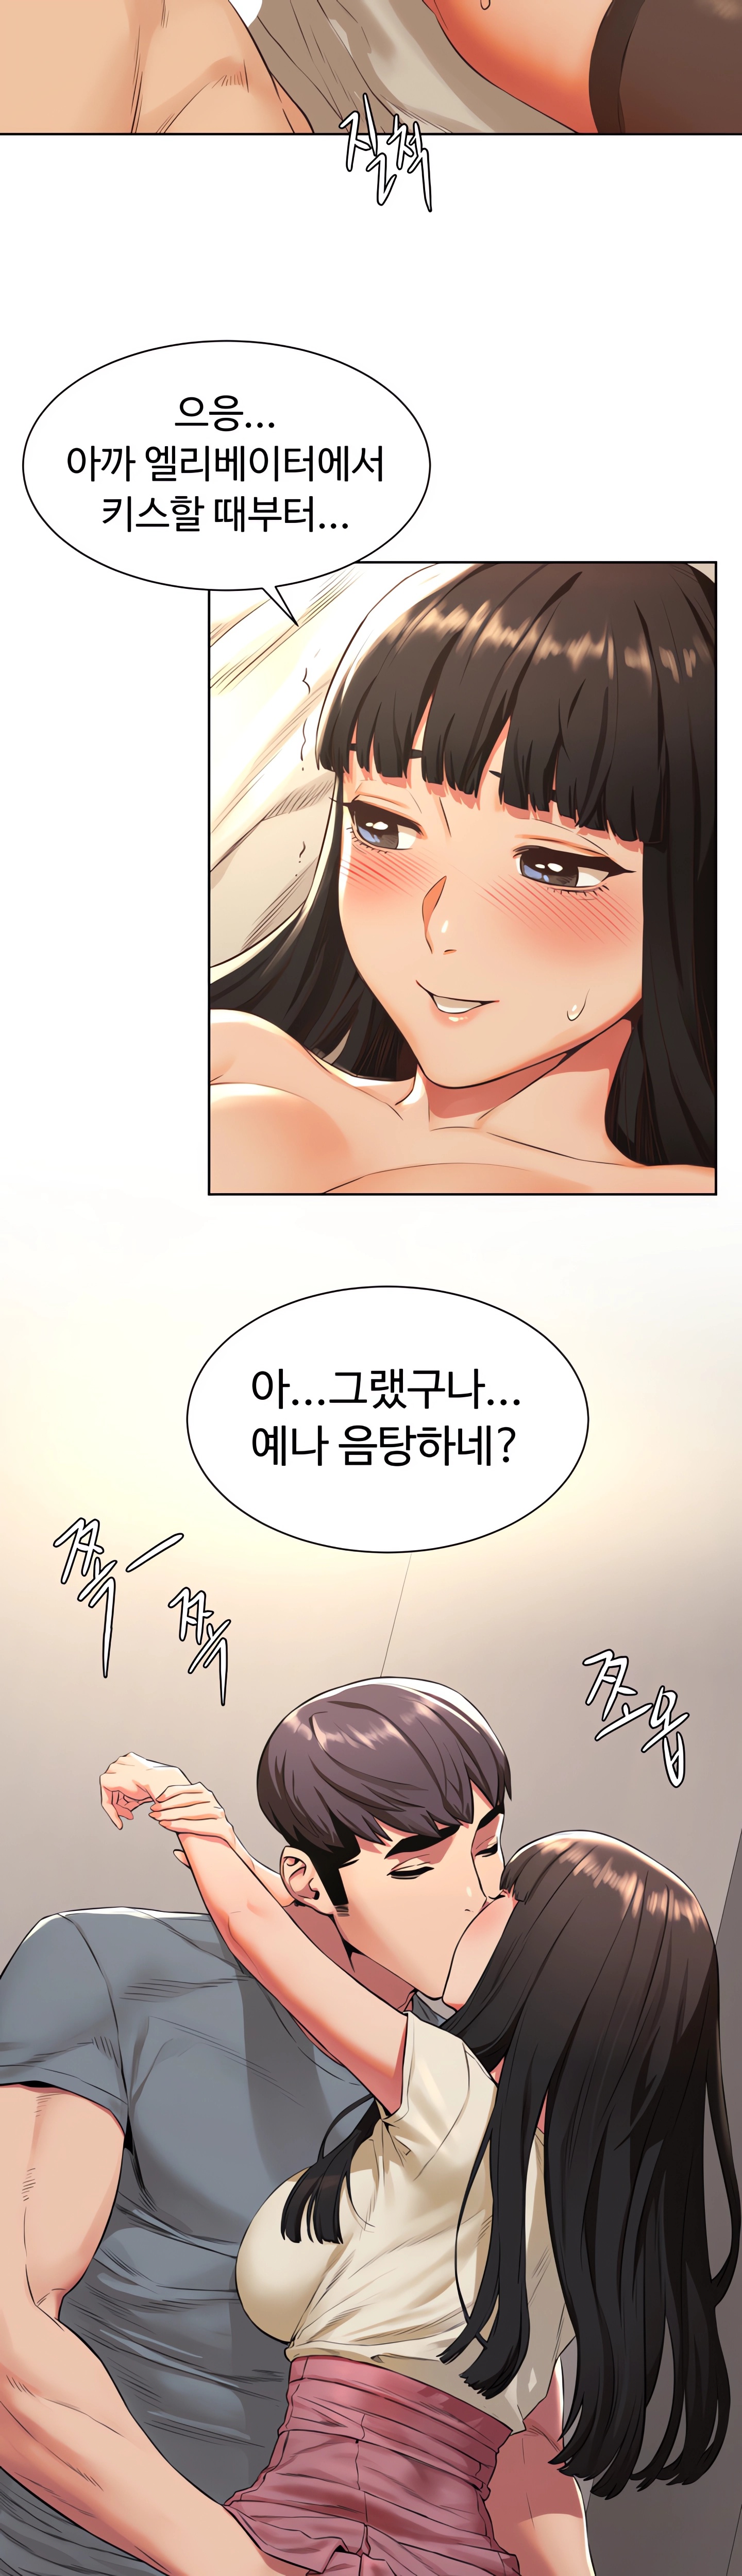 질척
으응...
아까 엘리베이터에서
키스할 때부터...
아...그랬구나...
예나 음탕하네?
쪽ㅡ
쪽
쪼옵